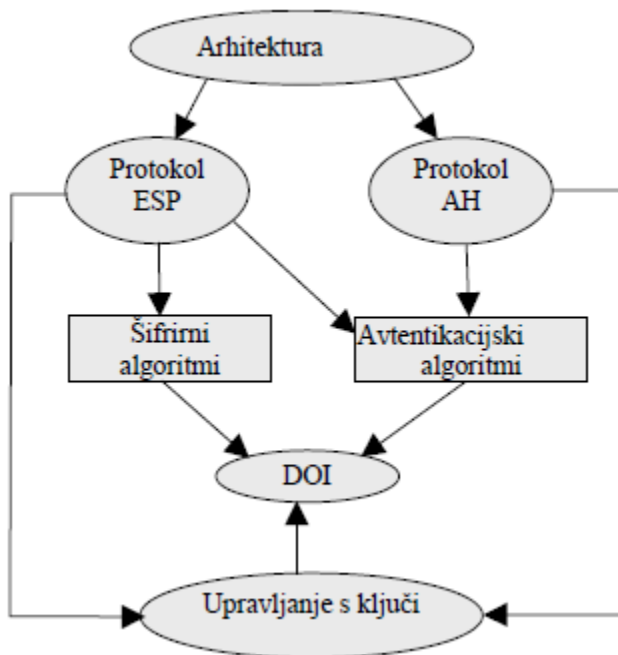 Arhitektura
Protokol
ESP
Protokol
AH
Šifrirni
algoritmi
Avtentikacijski
algoritmi
DOI
Upravljanje s ključi